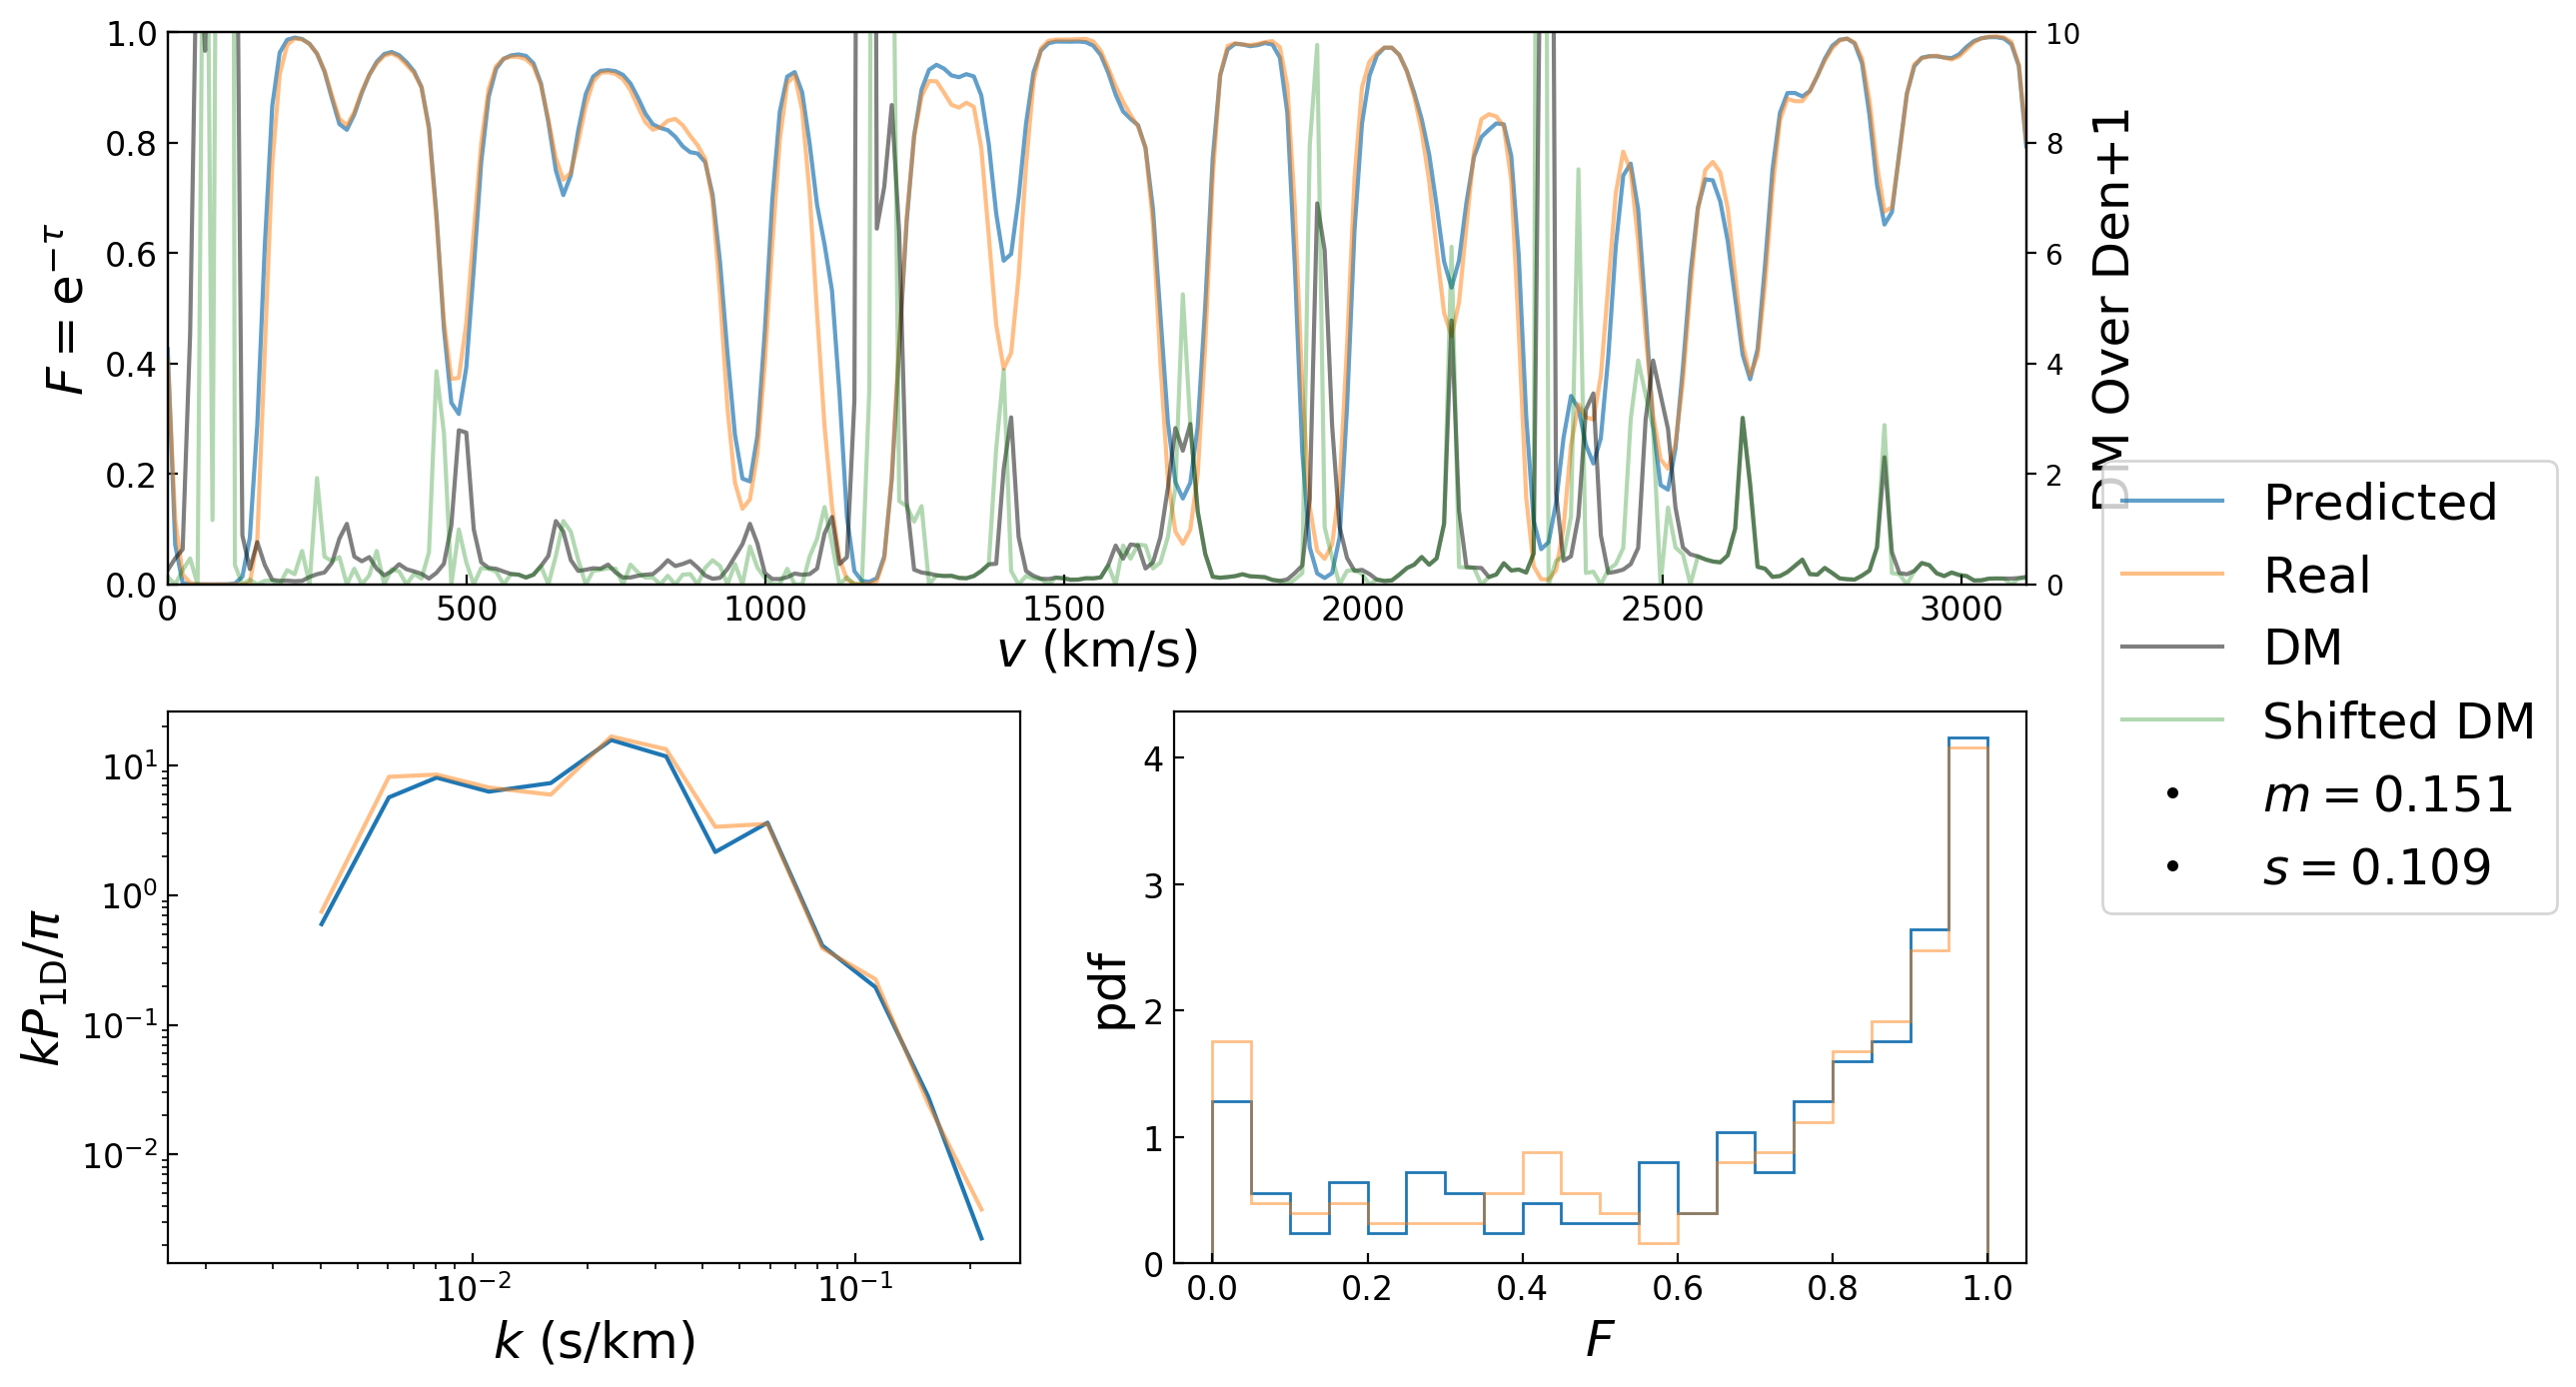 1.0
0.8
0.6
0.4
0.2
0.0
F = e^{-τ}
10
8
6
4
2
0
DM Over Den+1
0 500 1000 1500 2000 2500 3000
v (km/s)
Predicted
Real
DM
Shifted DM
m = 0.151
s = 0.109
10^1
10^0
10^{-1}
10^{-2}
kP_{1D}/π
10^{-2} 10^{-1}
k (s/km)
4
3
2
1
0
pdf
0.0 0.2 0.4 0.6 0.8 1.0
F